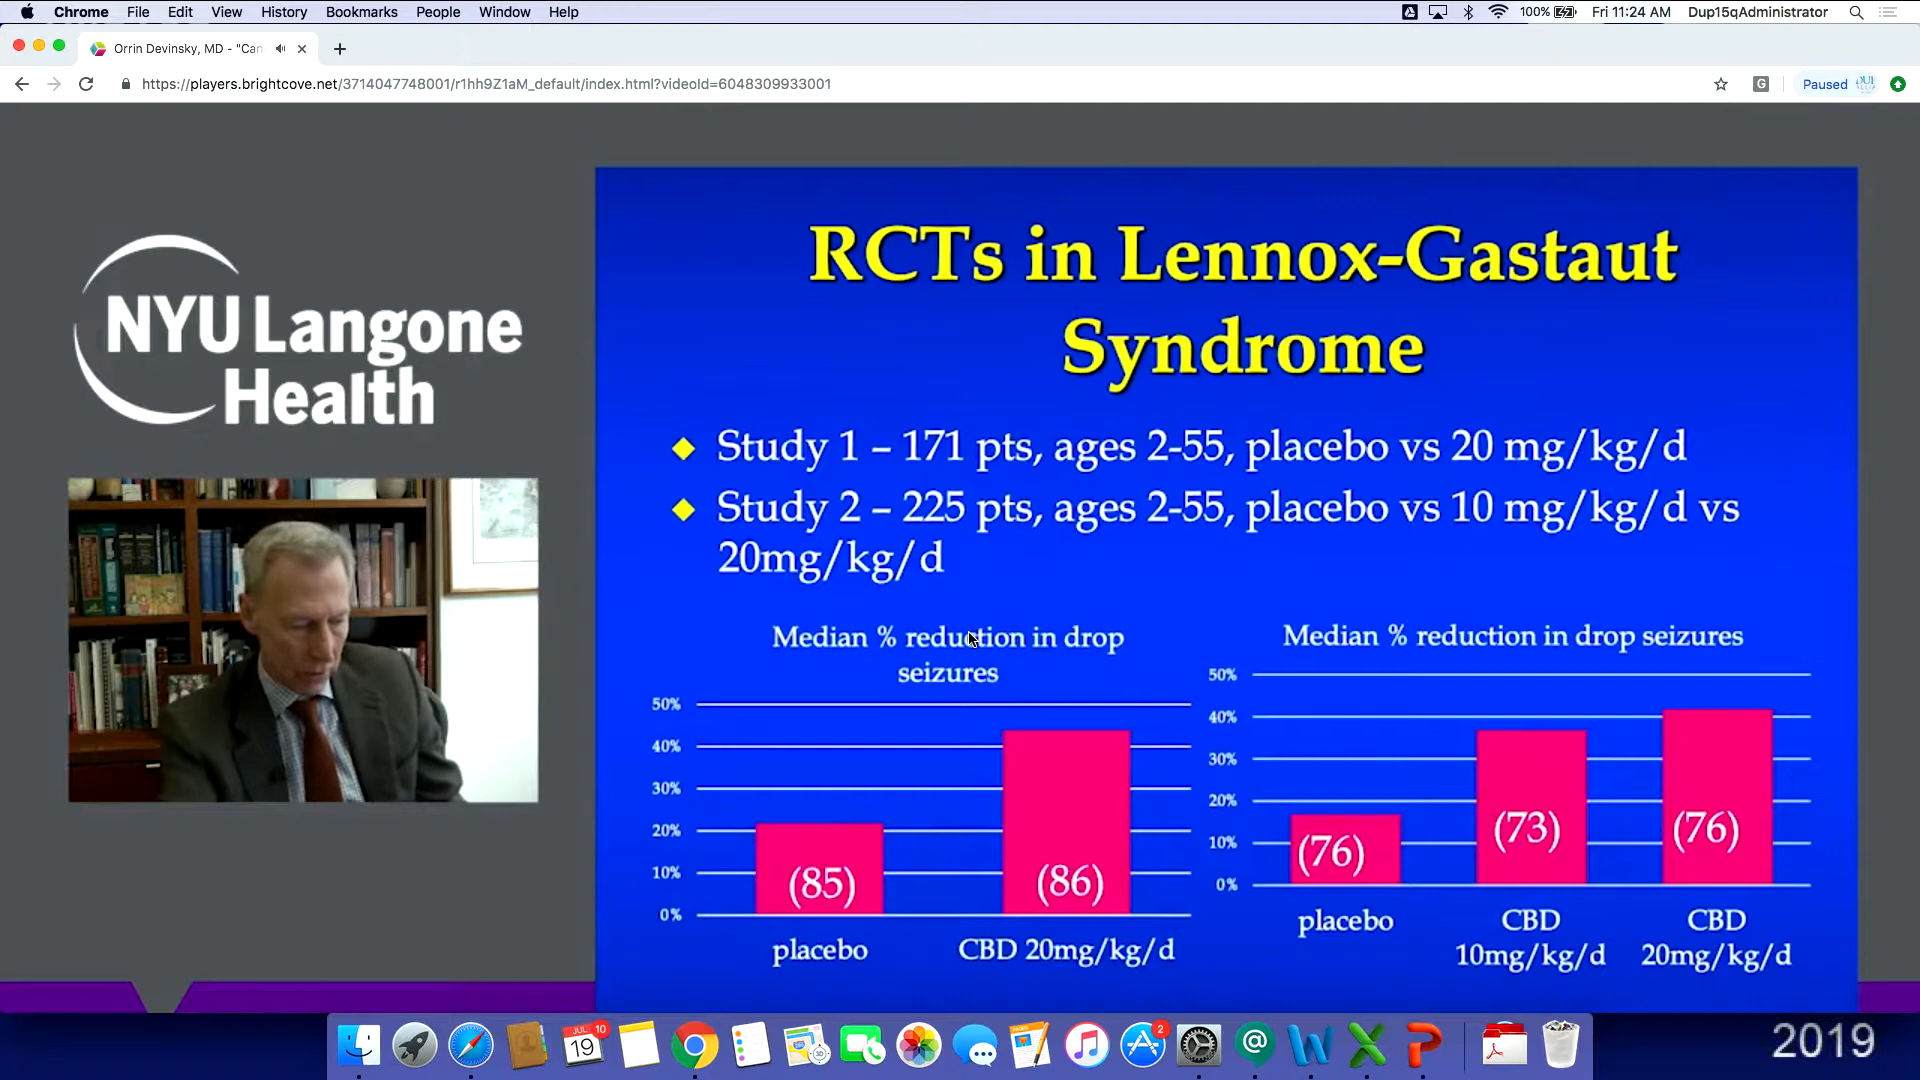 Chrome File Edit View History Bookmarks People Window Help 100% Fri 11:24 AM Dup15qAdministrator
Orrin Devinsky, MD - "Can
https://players.brightcove.net/3714047748001/r1hh9Z1aM_default/index.html?videoId=6048309933001 G Paused
NYU Langone
Health
RCTs in Lennox-Gastaut
Syndrome
Study 1 – 171 pts, ages 2-55, placebo vs 20 mg/kg/d
Study 2 – 225 pts, ages 2-55, placebo vs 10 mg/kg/d vs
20mg/kg/d
Median % reduction in drop
seizures
50%
40%
30%
20%
10%
0%
(85) (86)
placebo CBD 20mg/kg/d
Median % reduction in drop seizures
50%
40%
30%
20%
10%
0%
(76) (73) (76)
placebo CBD CBD
10mg/kg/d 20mg/kg/d
JUL 10
19
2
2019